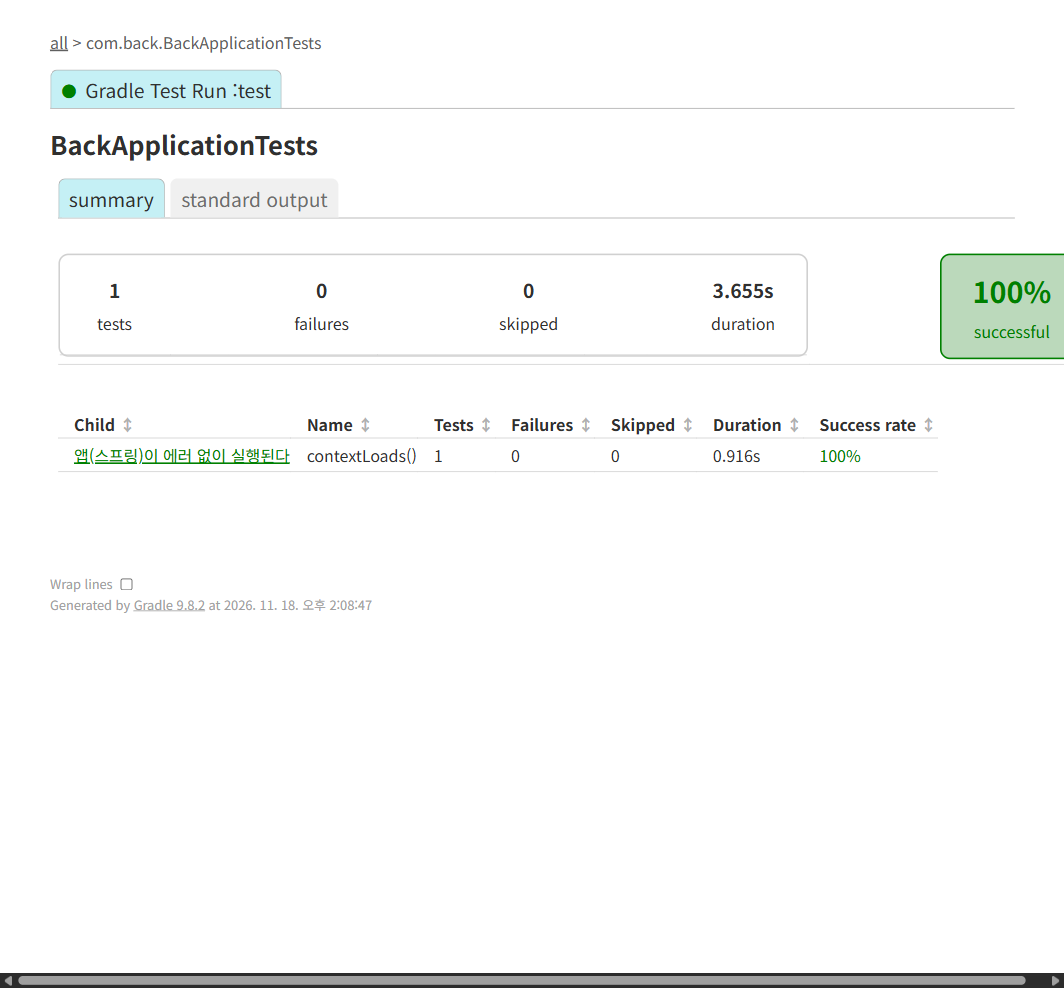 all > com.back.BackApplicationTests
Gradle Test Run :test
BackApplicationTests
summary standard output
1 0 0 3.655s 100%
tests failures skipped duration successful
Child Name Tests Failures Skipped Duration Success rate
앱(스프링)이 에러 없이 실행된다 contextLoads() 1 0 0 0.916s 100%
Wrap lines
Generated by Gradle 9.8.2 at 2026. 11. 18. 오후 2:08:47